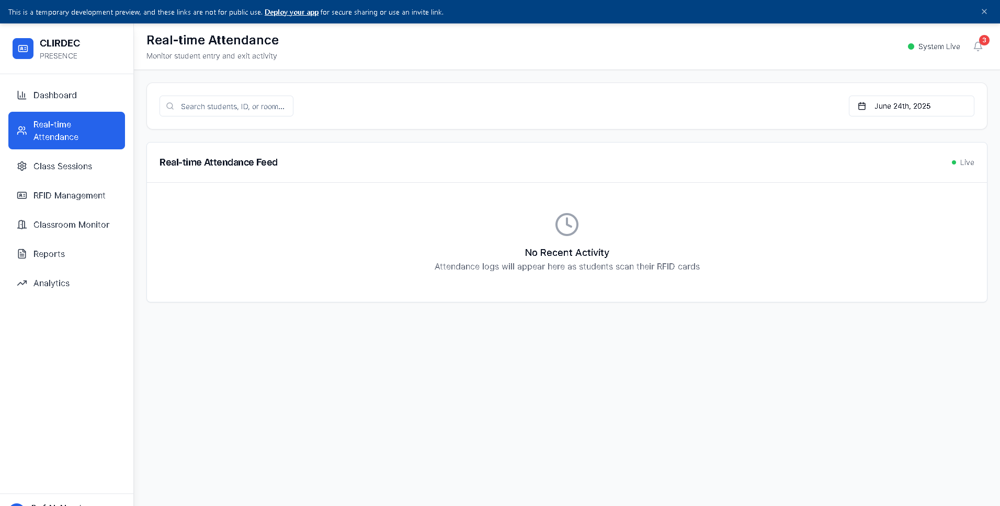 This is a temporary development preview, and these links are not for public use. Deploy your app for secure sharing or use an invite link.
CLIRDEC
PRESENCE
Dashboard
Real-time
Attendance
Class Sessions
RFID Management
Classroom Monitor
Reports
Analytics
Real-time Attendance
Monitor student entry and exit activity
System Live
3
Search students, ID, or room...
June 24th, 2025
Real-time Attendance Feed
Live
No Recent Activity
Attendance logs will appear here as students scan their RFID cards